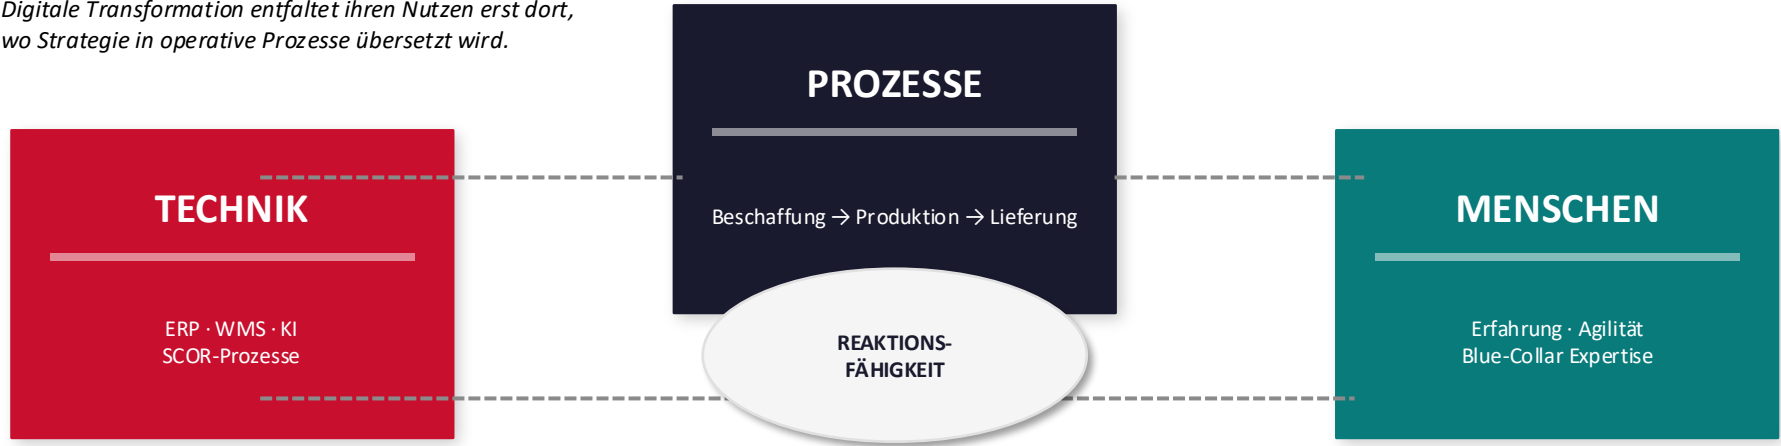 Digitale Transformation entfaltet ihren Nutzen erst dort,
wo Strategie in operative Prozesse übersetzt wird.
PROZESSE
Beschaffung → Produktion → Lieferung
TECHNIK
ERP · WMS · KI
SCOR-Prozesse
REAKTIONS-
FÄHIGKEIT
MENSCHEN
Erfahrung · Agilität
Blue-Collar Expertise